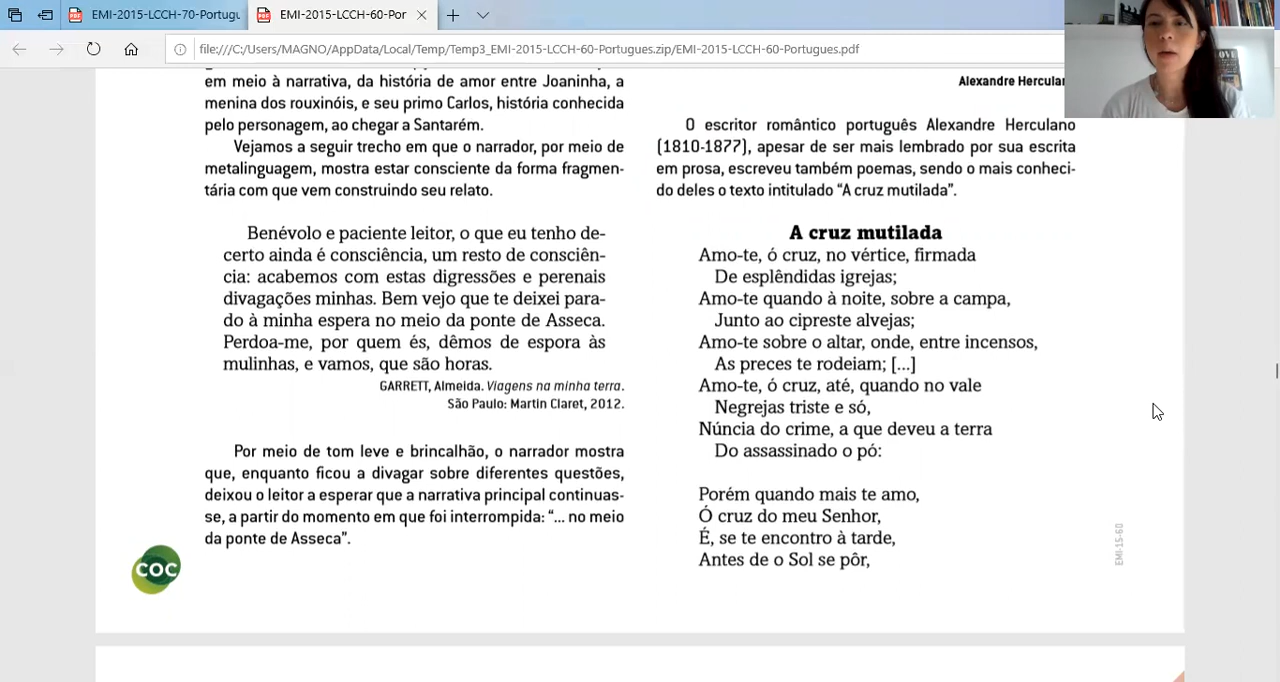 EMI-2015-LCCH-70-Portugu
EMI-2015-LCCH-60-Por
file:///C:/Users/MAGNO/AppData/Local/Temp/Temp3_EMI-2015-LCCH-60-Portugues.zip/EMI-2015-LCCH-60-Portugues.pdf
em meio à narrativa, da história de amor entre Joaninha, a
menina dos rouxinóis, e seu primo Carlos, história conhecida
pelo personagem, ao chegar a Santarém.
Vejamos a seguir trecho em que o narrador, por meio de
metalinguagem, mostra estar consciente da forma fragmen-
tária com que vem construindo seu relato.
Benévolo e paciente leitor, o que eu tenho de-
certo ainda é consciência, um resto de consciên-
cia: acabemos com estas digressões e perenais
divagações minhas. Bem vejo que te deixei para-
do à minha espera no meio da ponte de Asseca.
Perdoa-me, por quem és, dêmos de espora às
mulinhas, e vamos, que são horas.
GARRETT, Almeida. Viagens na minha terra.
São Paulo: Martin Claret, 2012.
Por meio de tom leve e brincalhão, o narrador mostra
que, enquanto ficou a divagar sobre diferentes questões,
deixou o leitor a esperar que a narrativa principal continuas-
se, a partir do momento em que foi interrompida: “... no meio
da ponte de Asseca”.
COC
Alexandre Herculan
O escritor romântico português Alexandre Herculano
(1810-1877), apesar de ser mais lembrado por sua escrita
em prosa, escreveu também poemas, sendo o mais conheci-
do deles o texto intitulado “A cruz mutilada”.
A cruz mutilada
Amo-te, ó cruz, no vértice, firmada
De esplêndidas igrejas;
Amo-te quando à noite, sobre a campa,
Junto ao cipreste alvejas;
Amo-te sobre o altar, onde, entre incensos,
As preces te rodeiam; [...]
Amo-te, ó cruz, até, quando no vale
Negrejas triste e só,
Núncia do crime, a que deveu a terra
Do assassinado o pó:
Porém quando mais te amo,
Ó cruz do meu Senhor,
É, se te encontro à tarde,
Antes de o Sol se pôr,
EMI-15-60